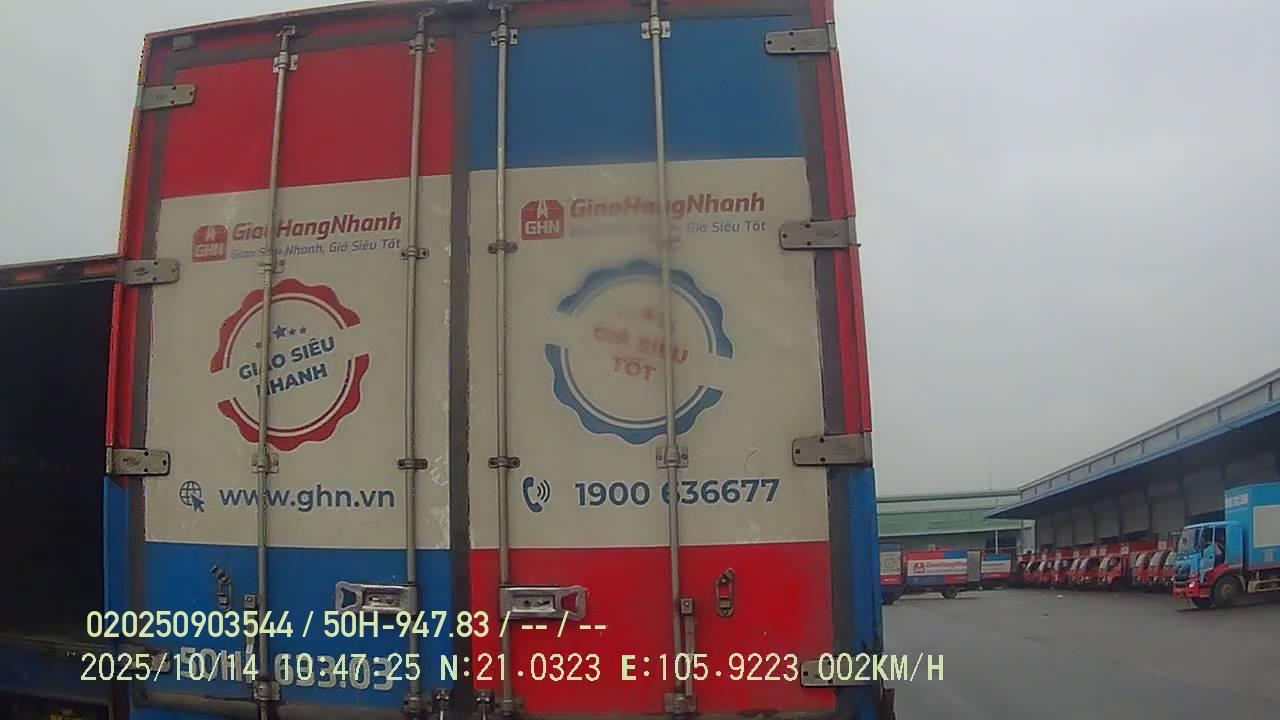 GHN GiaoHangNhanh
Giao Siêu Nhanh, Giá Siêu Tốt
GIAO SIÊU
NHANH
www.ghn.vn
GHN GiaoHangNhanh
Giá Siêu Tốt
GIÁ SIÊU
TỐT
1900 636677
GiaoHangNhanh
020250903544 / 50H-947.83 / -- / --
2025/10/14 10:47:25 N:21.0323 E:105.9223 002KM/H